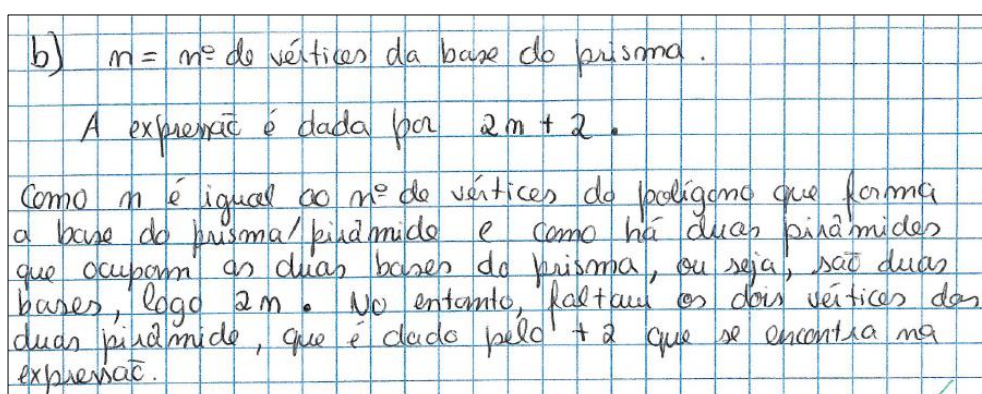 b) n = nº de vértices da base do prisma.
A expressão é dada por 2n + 2.
Como n é igual ao nº de vértices do polígono que forma
a base do prisma/pirâmide e como há duas pirâmides
que ocupam as duas bases do prisma, ou seja, são duas
bases, logo 2n. No entanto, faltam os dois vértices das
duas pirâmide, que é dado pelo + 2 que se encontra na
expressão.